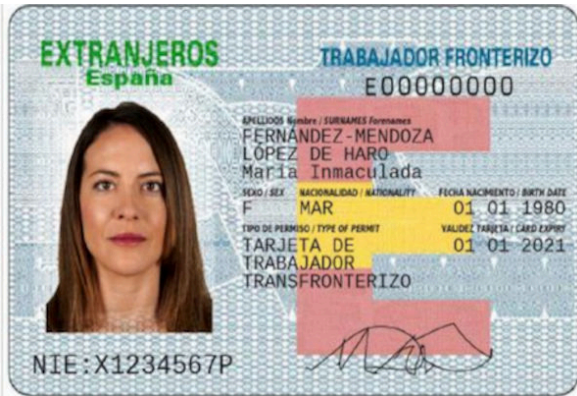 EXTRANJEROS
España
TRABAJADOR FRONTERIZO
E00000000
APELLIDOS Nombre / SURNAMES Forenames
FERNÁNDEZ-MENDOZA
LÓPEZ DE HARO
María Inmaculada
SEXO / SEX NACIONALIDAD / NATIONALITY FECHA NACIMIENTO / BIRTH DATE
F MAR 01 01 1980
TIPO DE PERMISO / TYPE OF PERMIT VALIDEZ TARJETA / CARD EXPIRY
TARJETA DE 01 01 2021
TRABAJADOR
TRANSFRONTERIZO
NIE:X1234567P